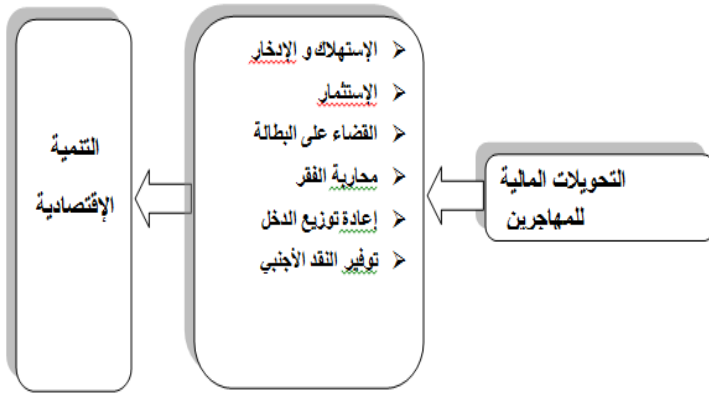 التحويلات المالية
للمهاجرين
الإستهلاك و الإدخار
الإستثمار
القضاء على البطالة
محاربة الفقر
إعادة توزيع الدخل
توفير النقد الأجنبي
التنمية
الإقتصادية